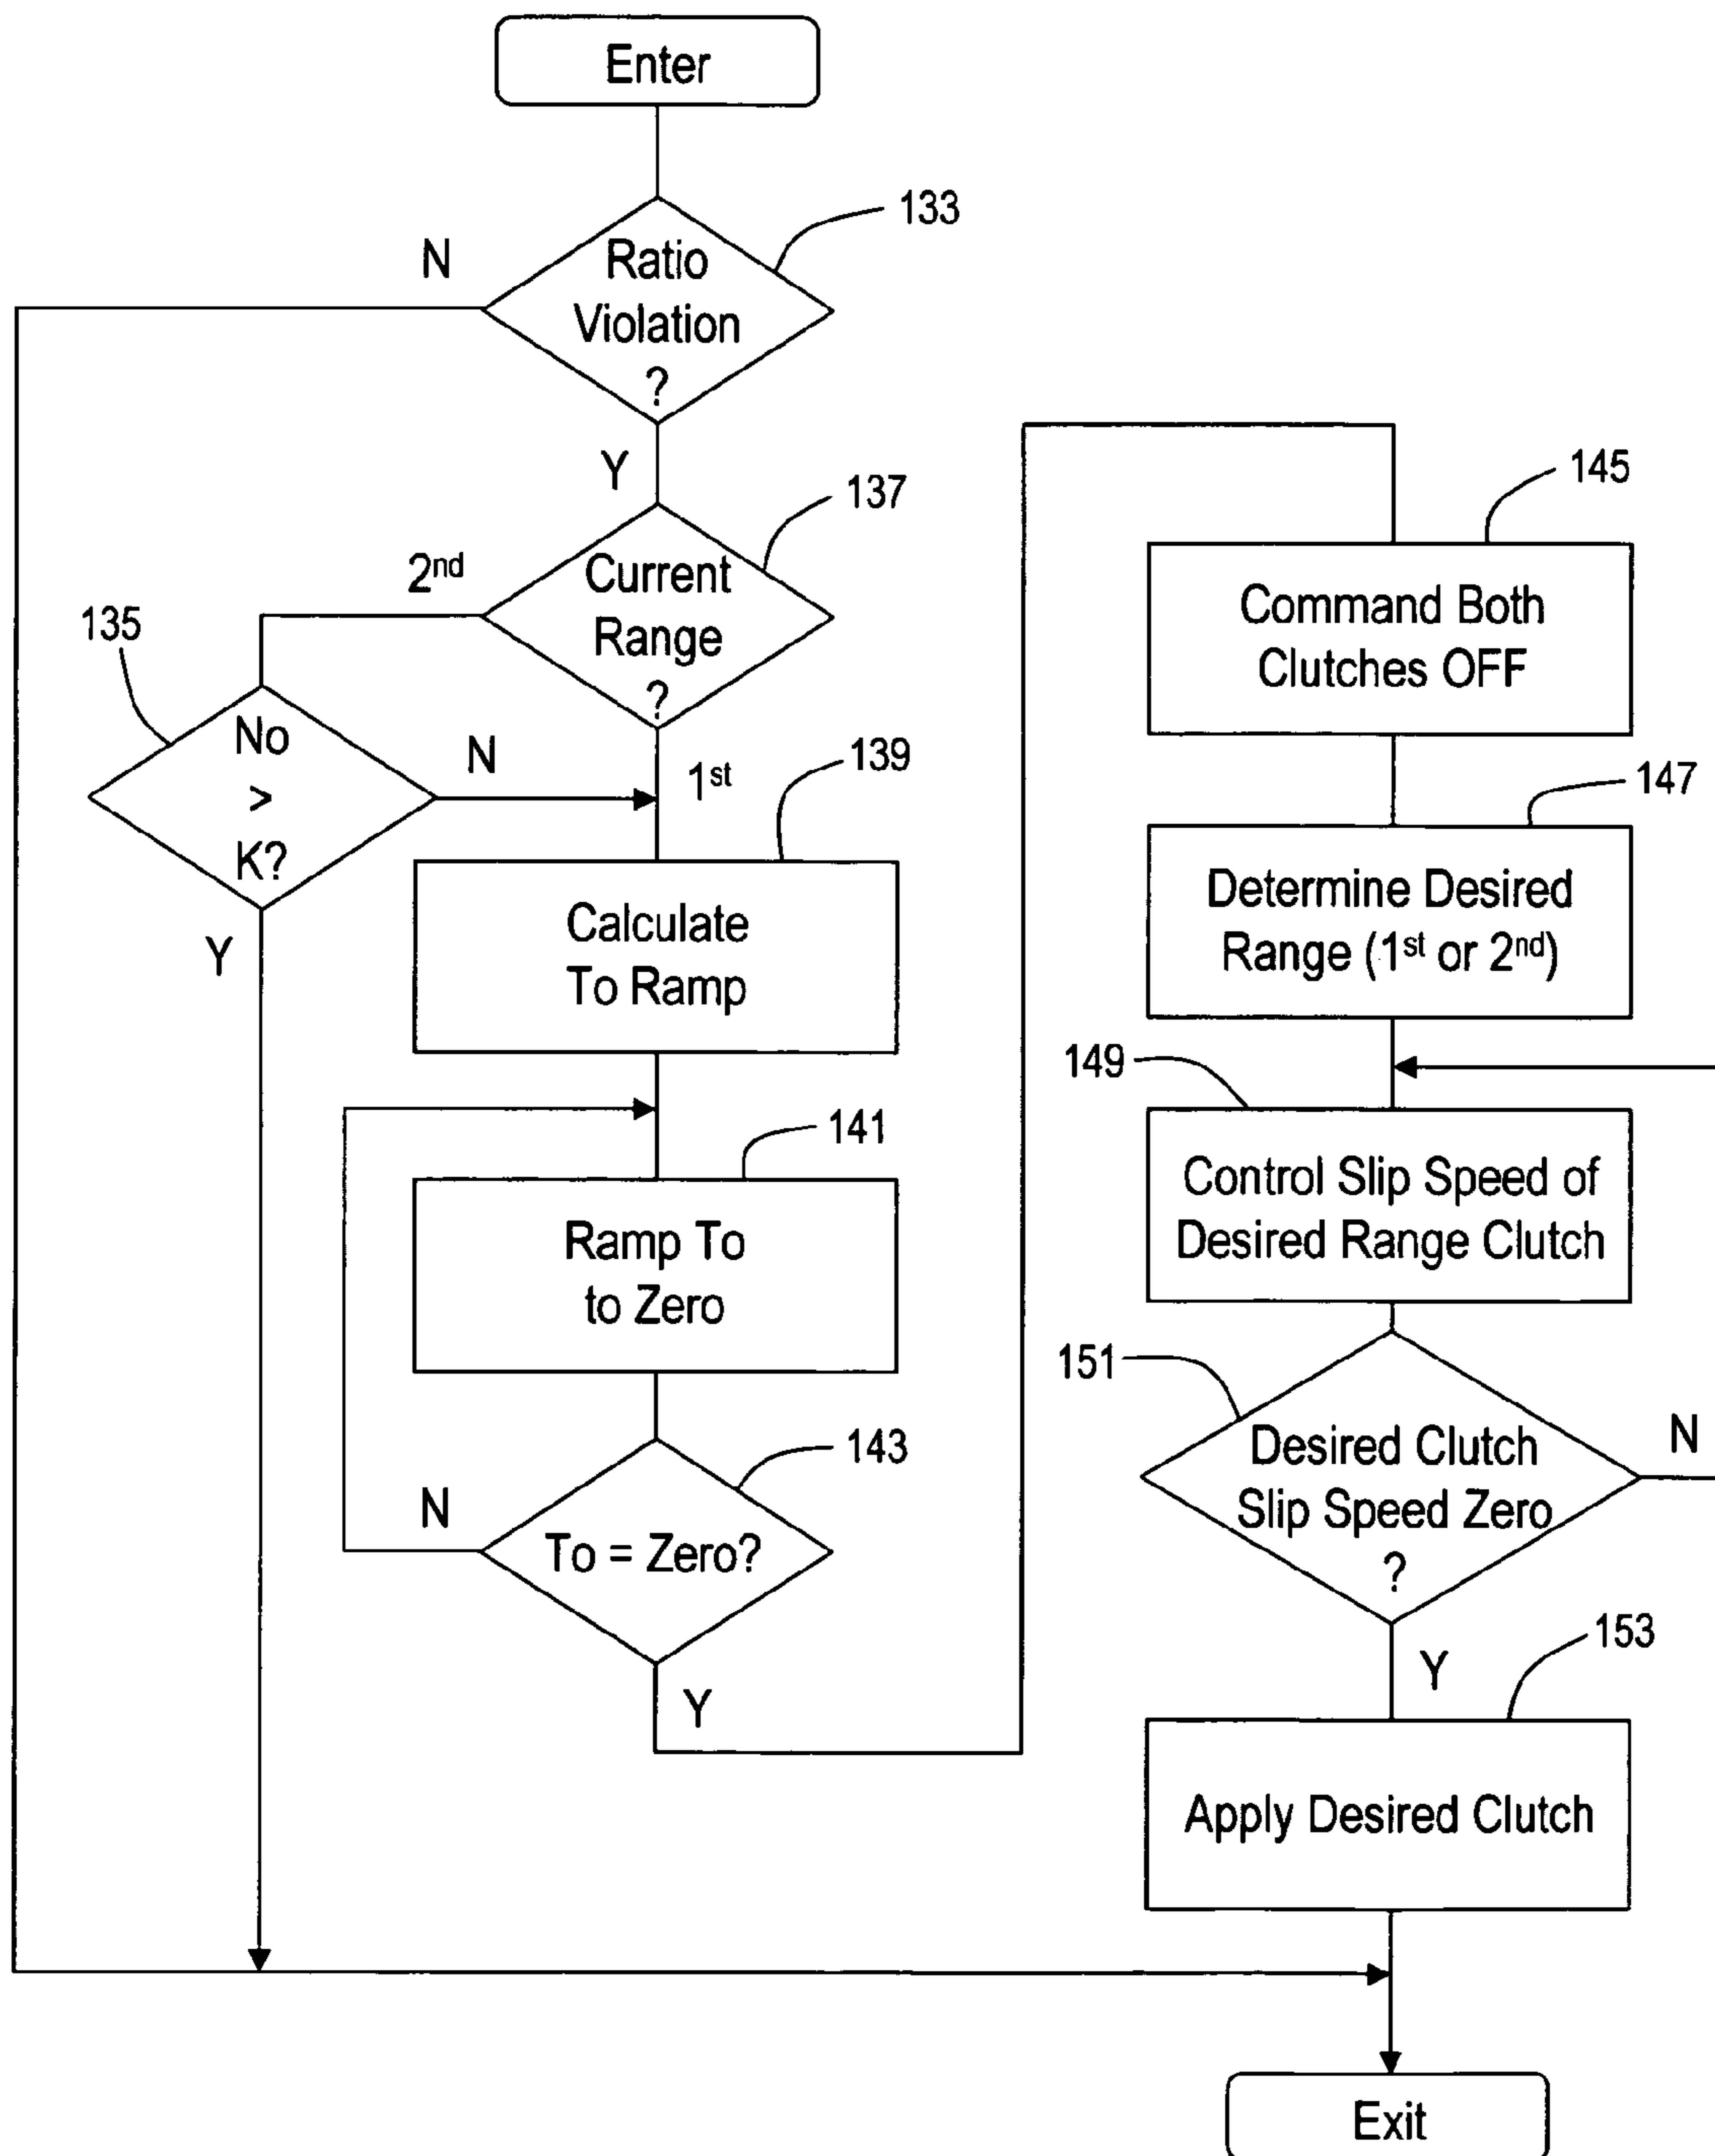 Enter
133
N
Ratio
Violation
?
Y
137
2nd
Current
Range
?
135
No
>
K?
N
Y
1st
139
Calculate
To Ramp
141
Ramp To
to Zero
143
N
To = Zero?
Y
145
Command Both
Clutches OFF
147
Determine Desired
Range (1st or 2nd)
149
Control Slip Speed of
Desired Range Clutch
151
Desired Clutch
Slip Speed Zero
?
N
Y
153
Apply Desired Clutch
Exit